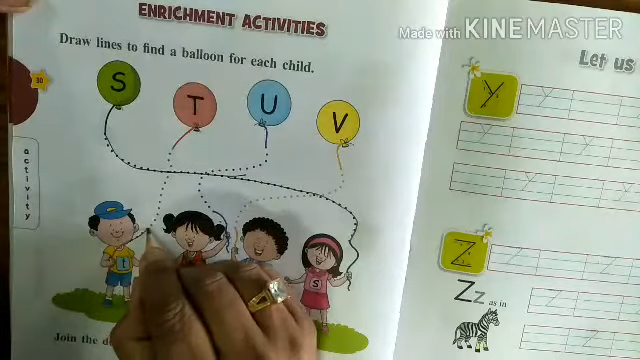 ENRICHMENT ACTIVITIES
Draw lines to find a balloon for each child.
30
S
T
U
V
activity
t
S
Join the d
Made with KINEMASTER
Let us
Y
Z
Zz as in